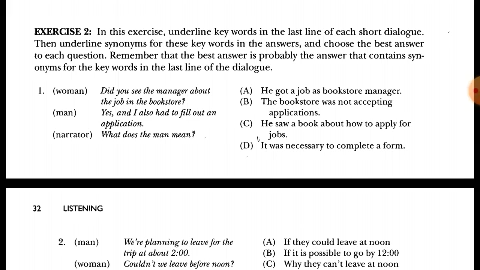 EXERCISE 2: In this exercise, underline key words in the last line of each short dialogue.
Then underline synonyms for these key words in the answers, and choose the best answer
to each question. Remember that the best answer is probably the answer that contains syn-
onyms for the key words in the last line of the dialogue.
1. (woman) Did you see the manager about
the job in the bookstore?
(man) Yes, and I also had to fill out an
application.
(narrator) What does the man mean?
(A) He got a job as bookstore manager.
(B) The bookstore was not accepting
applications.
(C) He saw a book about how to apply for
jobs.
(D) It was necessary to complete a form.
32 LISTENING
2. (man) We're planning to leave for the
trip at about 2:00.
(woman) Couldn't we leave before noon?
(A) If they could leave at noon
(B) If it is possible to go by 12:00
(C) Why they can't leave at noon